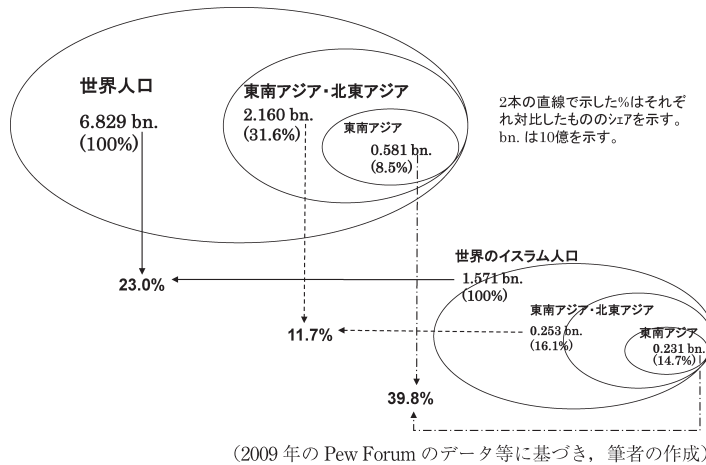 世界人口
6.829 bn.
(100%)
東南アジア・北東アジア
2.160 bn.
(31.6%)
東南アジア
0.581 bn.
(8.5%)
2本の直線で示した%はそれぞ
れ対比したもののシェアを示す。
bn. は10億を示す。
世界のイスラム人口
1.571 bn.
(100%)
東南アジア・北東アジア
0.253 bn.
(16.1%)
東南アジア
0.231 bn.
(14.7%)
23.0%
11.7%
39.8%
(2009 年の Pew Forum のデータ等に基づき，筆者の作成)